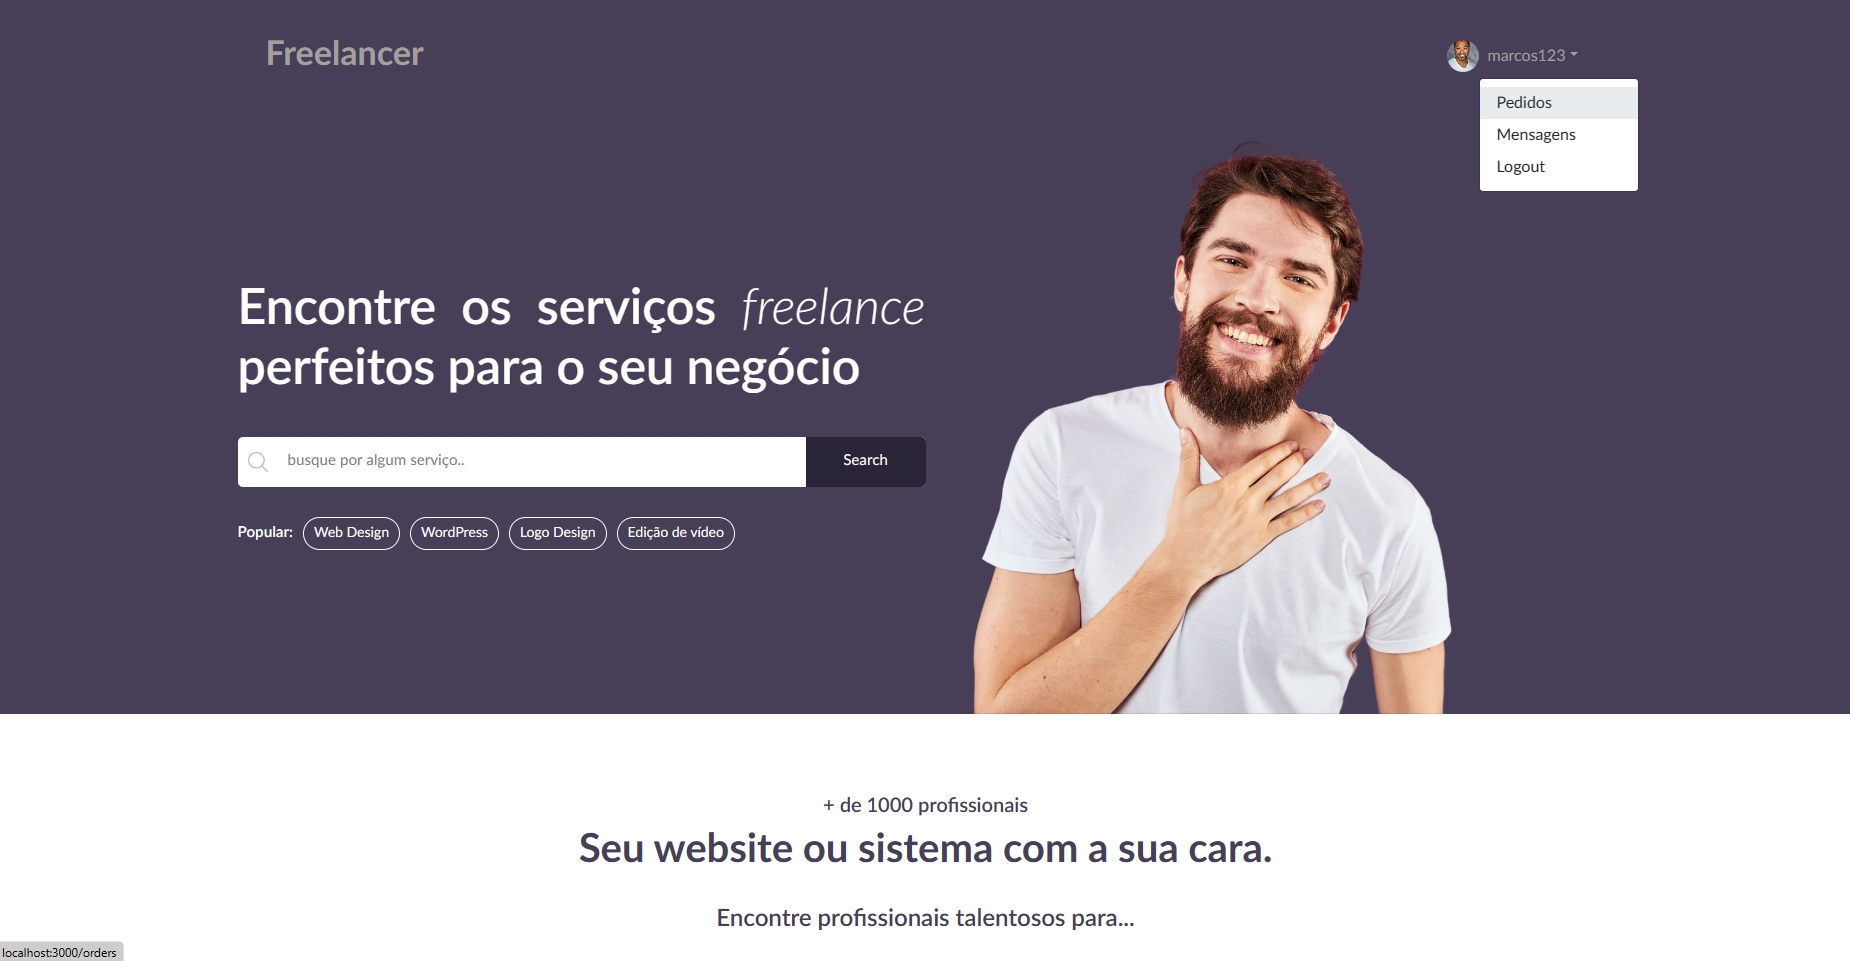 Freelancer
marcos123
Pedidos
Mensagens
Logout
Encontre os serviços freelance
perfeitos para o seu negócio
busque por algum serviço..
Search
Popular: Web Design WordPress Logo Design Edição de vídeo
+ de 1000 profissionais
Seu website ou sistema com a sua cara.
Encontre profissionais talentosos para...
localhost:3000/orders